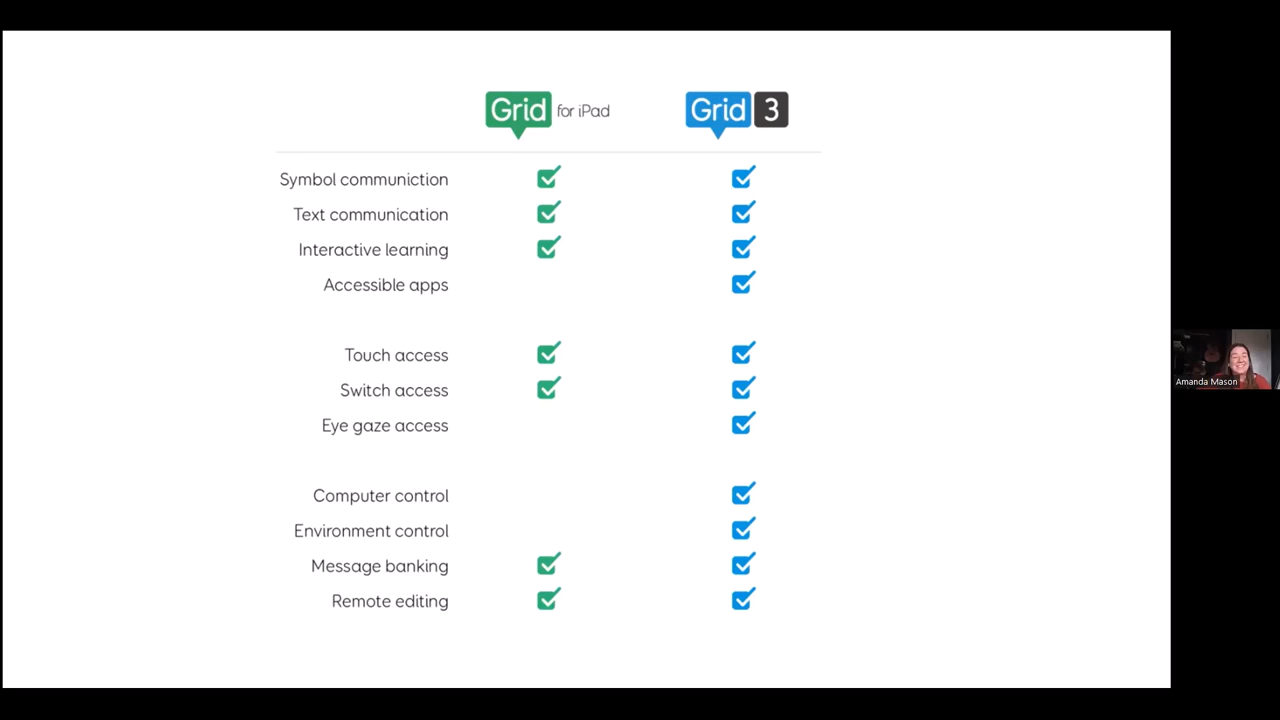 Grid for iPad Grid 3
Symbol communiction
Text communication
Interactive learning
Accessible apps
Touch access
Switch access
Eye gaze access
Computer control
Environment control
Message banking
Remote editing
Amanda Mason